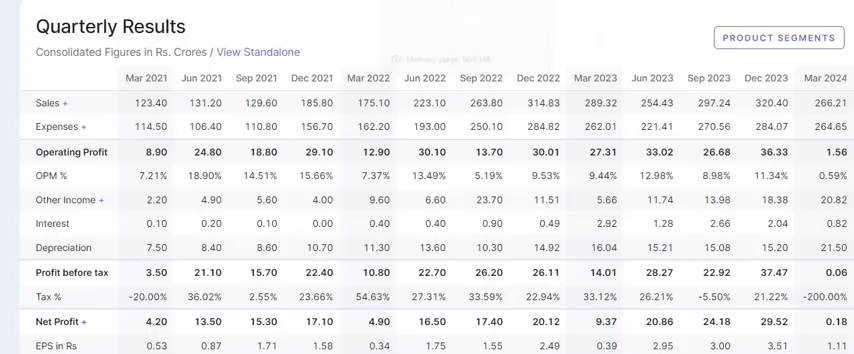 Quarterly Results
Consolidated Figures in Rs. Crores / View Standalone
PRODUCT SEGMENTS
Mar 2021 Jun 2021 Sep 2021 Dec 2021 Mar 2022 Jun 2022 Sep 2022 Dec 2022 Mar 2023 Jun 2023 Sep 2023 Dec 2023 Mar 2024
Sales + 123.40 131.20 129.60 185.80 175.10 223.10 263.80 314.83 289.32 254.43 297.24 320.40 266.21
Expenses + 114.50 106.40 110.80 156.70 162.20 193.00 250.10 284.82 262.01 221.41 270.56 284.07 264.65
Operating Profit 8.90 24.80 18.80 29.10 12.90 30.10 13.70 30.01 27.31 33.02 26.68 36.33 1.56
OPM % 7.21% 18.90% 14.51% 15.66% 7.37% 13.49% 5.19% 9.53% 9.44% 12.98% 8.98% 11.34% 0.59%
Other Income + 2.20 4.90 5.60 4.00 9.60 6.60 23.70 11.51 5.66 11.74 13.98 18.38 20.82
Interest 0.10 0.20 0.10 0.00 0.40 0.40 0.90 0.49 2.92 1.28 2.66 2.04 0.82
Depreciation 7.50 8.40 8.60 10.70 11.30 13.60 10.30 14.92 16.04 15.21 15.08 15.20 21.50
Profit before tax 3.50 21.10 15.70 22.40 10.80 22.70 26.20 26.11 14.01 28.27 22.92 37.47 0.06
Tax % -20.00% 36.02% 2.55% 23.66% 54.63% 27.31% 33.59% 22.94% 33.12% 26.21% -5.50% 21.22% -200.00%
Net Profit + 4.20 13.50 15.30 17.10 4.90 16.50 17.40 20.12 9.37 20.86 24.18 29.52 0.18
EPS in Rs 0.53 0.87 1.71 1.58 0.34 1.75 1.55 2.49 0.39 2.95 3.00 3.51 1.11